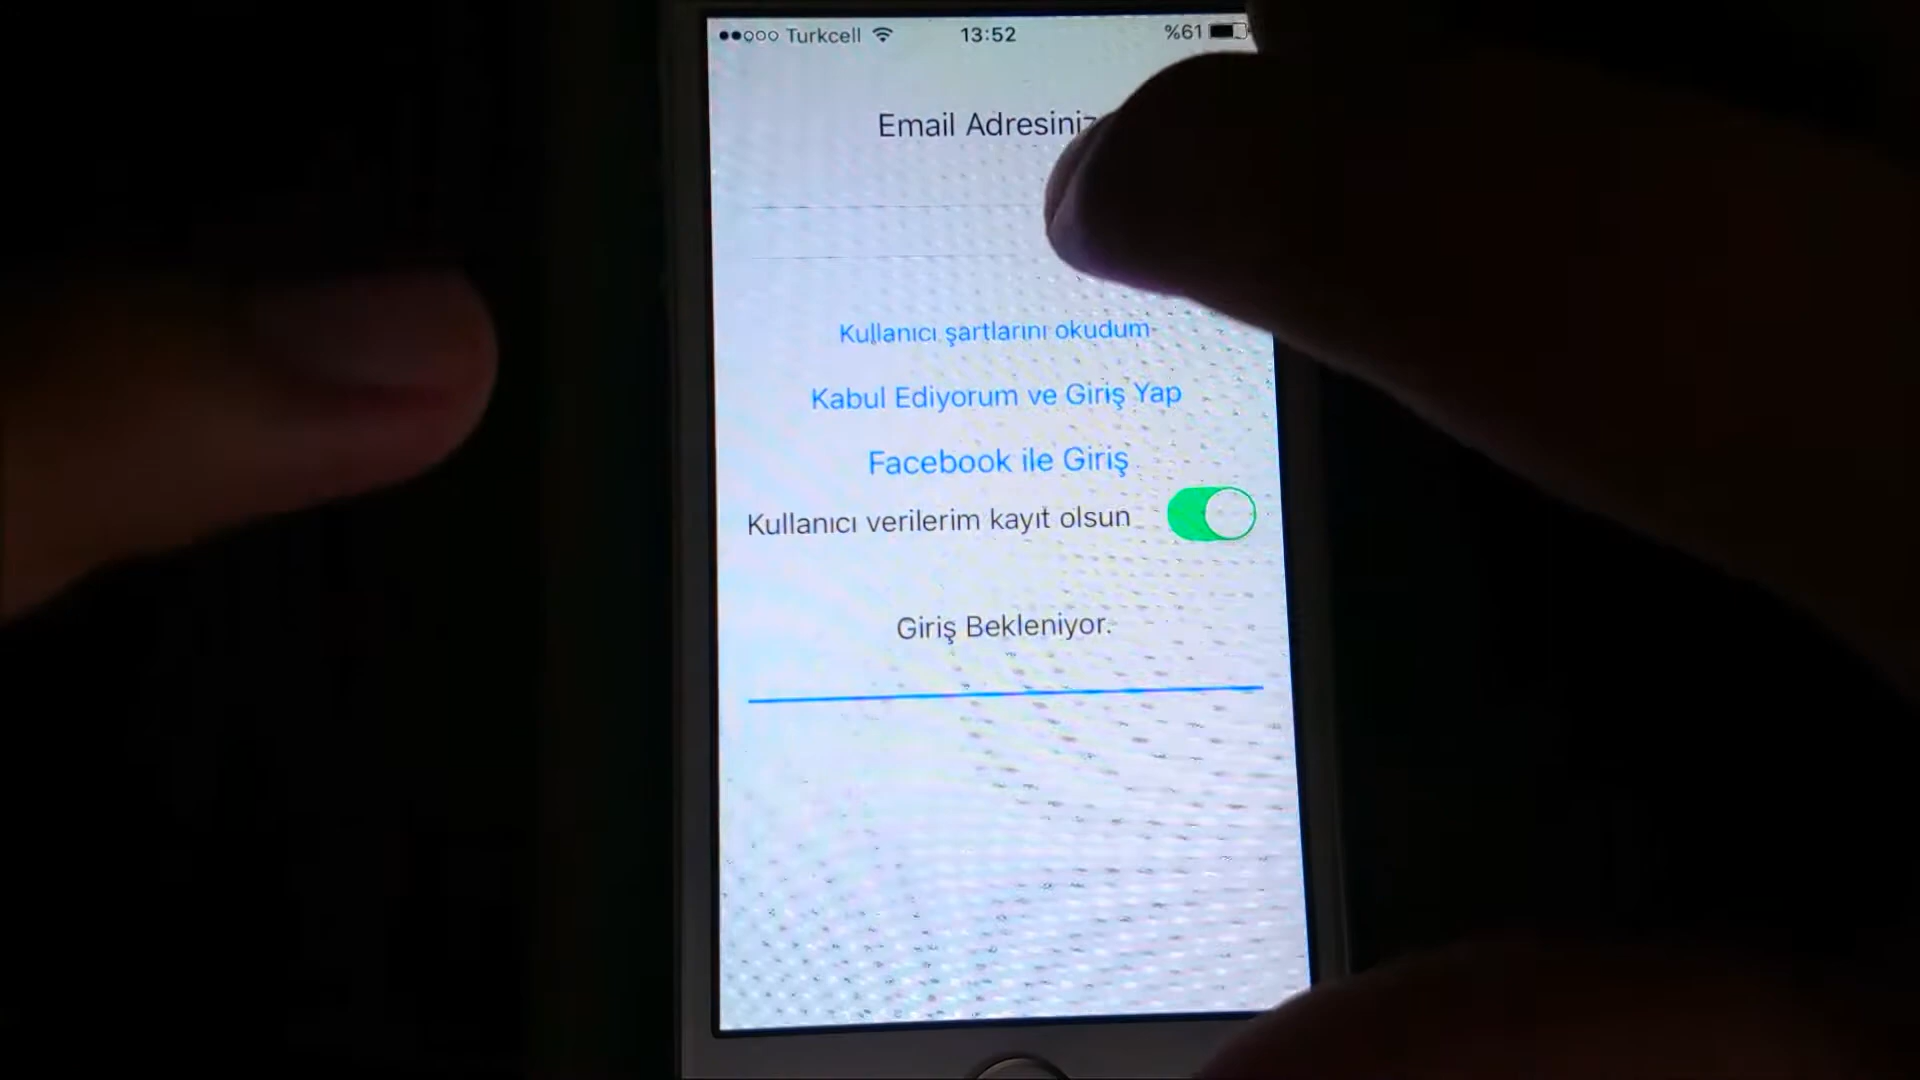 Turkcell 13:52 %61
Email Adresiniz
Kullanıcı şartlarını okudum
Kabul Ediyorum ve Giriş Yap
Facebook ile Giriş
Kullanıcı verilerim kayıt olsun
Giriş Bekleniyor.